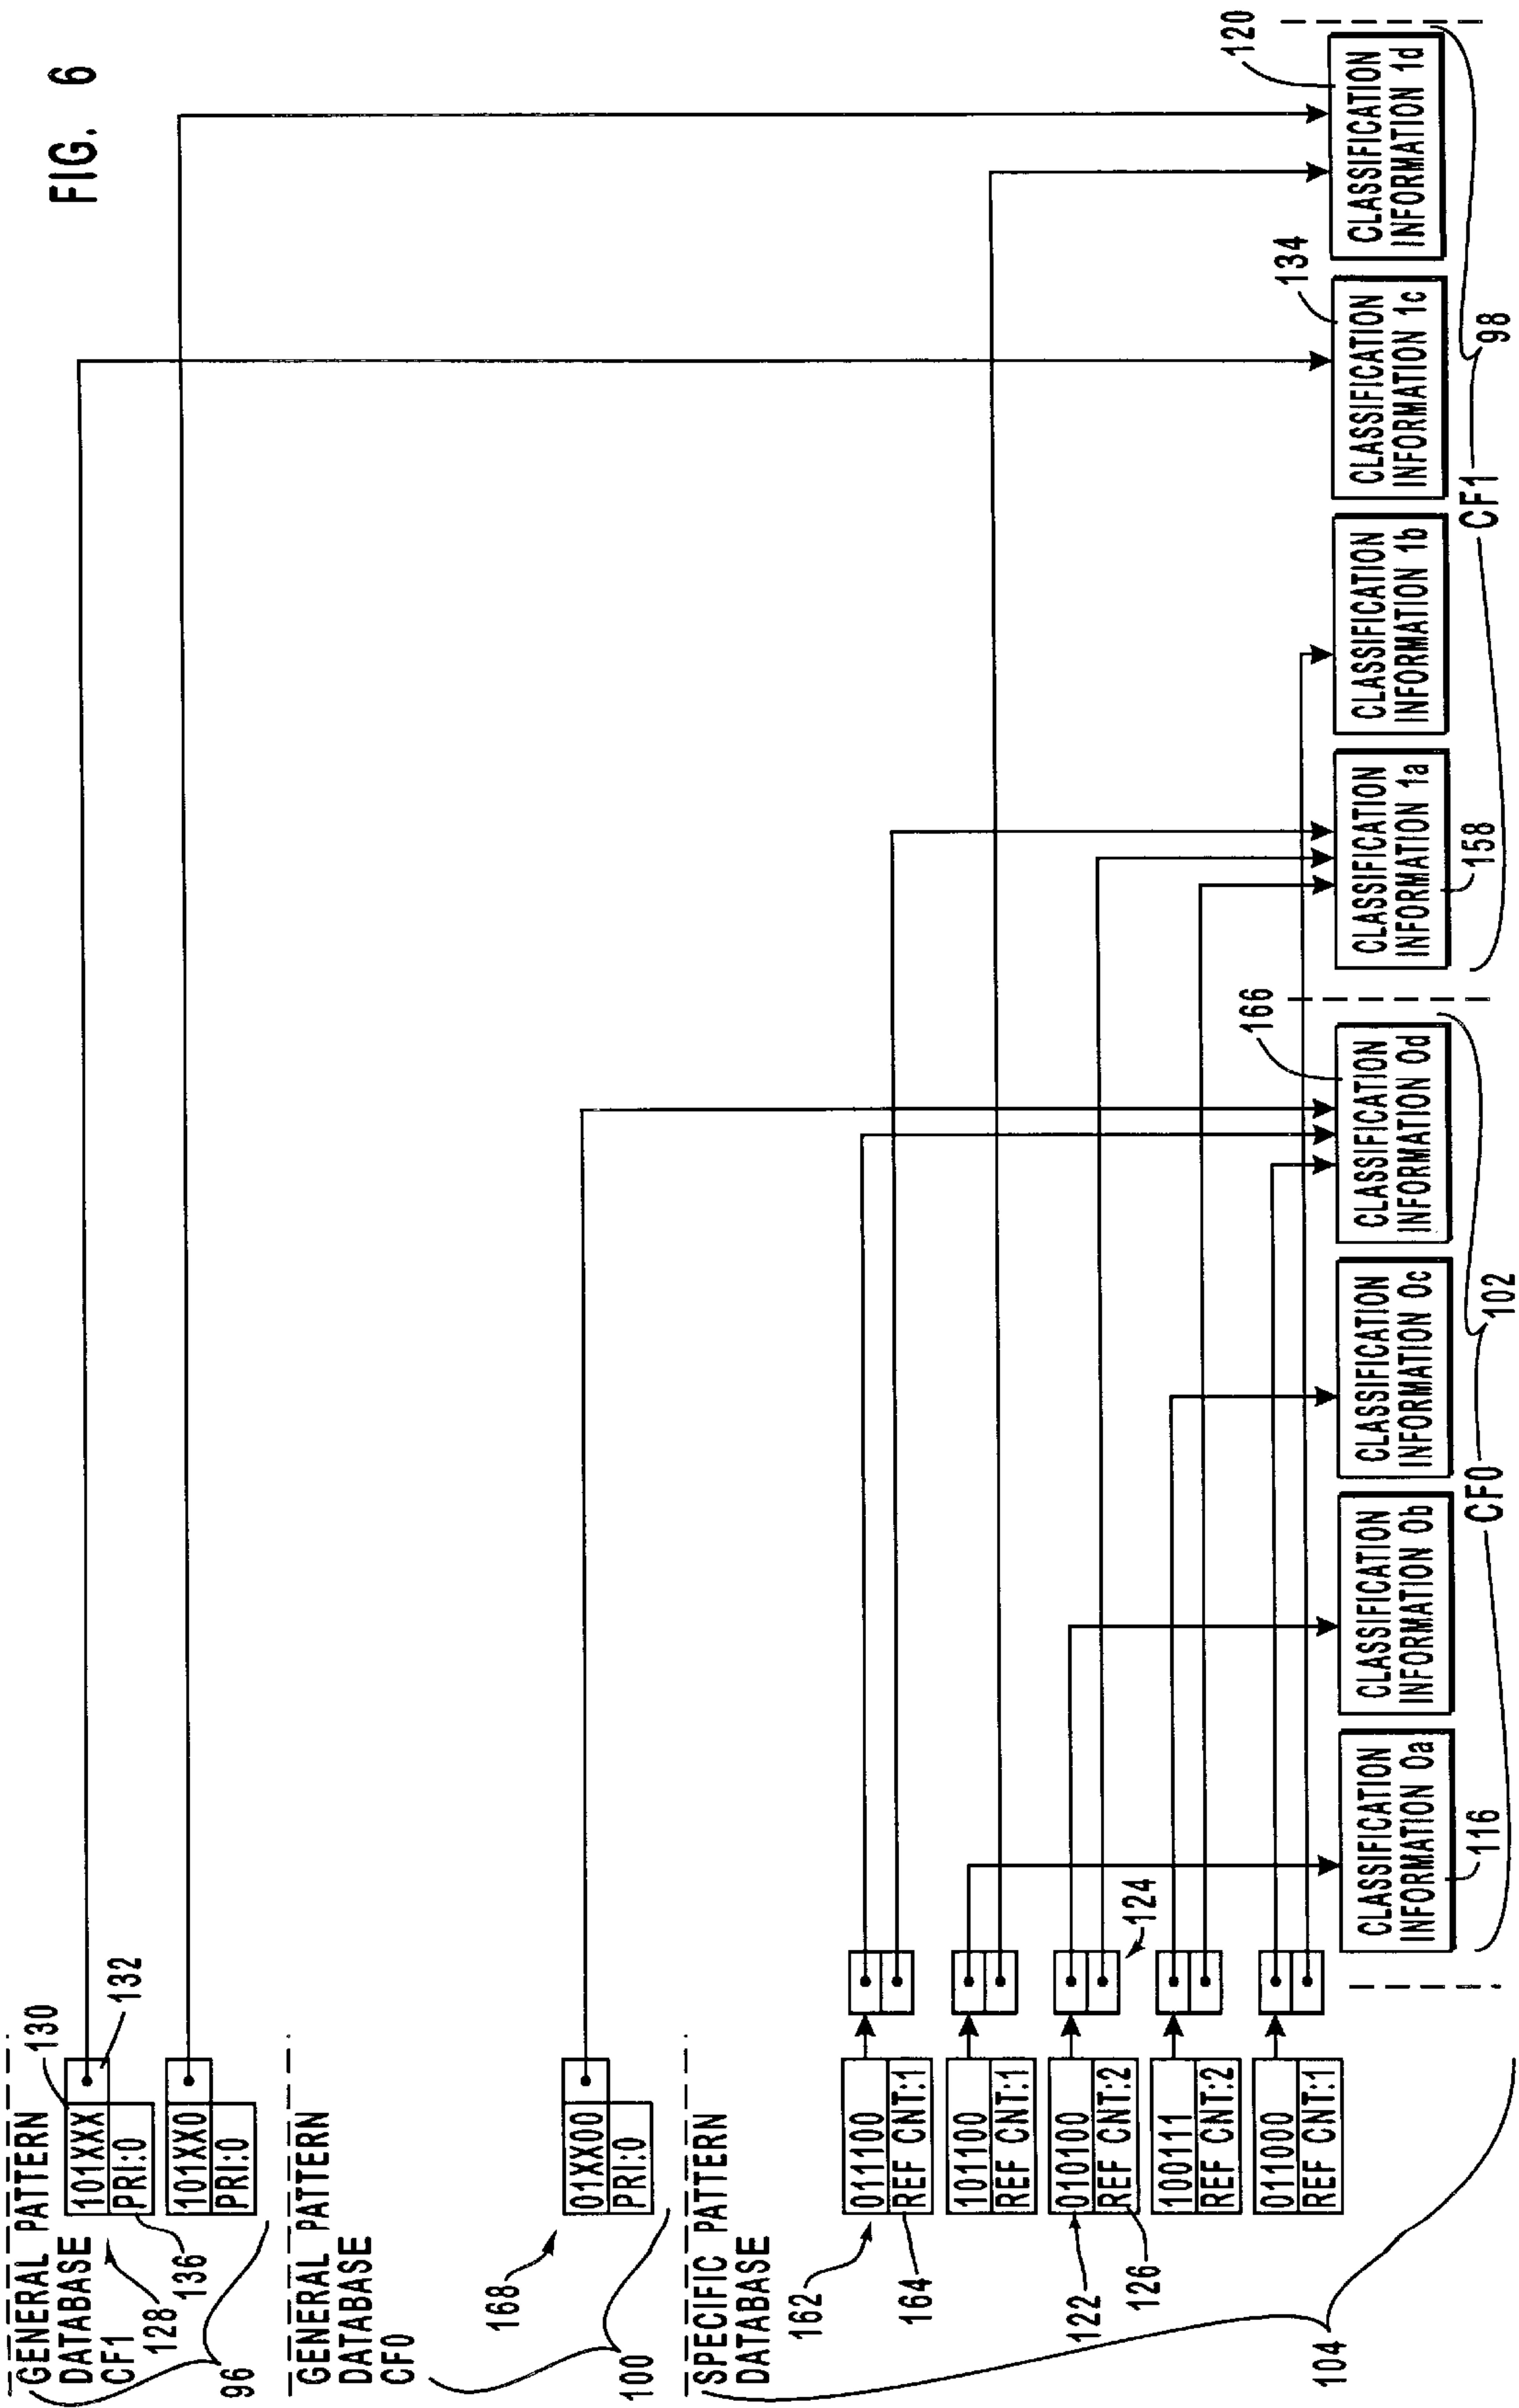 FIG. 6
GENERAL PATTERN
DATABASE
CF1
128
96
130
101XXX
PRI:0
132
136
101XX0
PRI:0
GENERAL PATTERN
DATABASE
CF0
168
100
01XX00
PRI:0
SPECIFIC PATTERN
DATABASE
162
164
011100
REF CNT:1
101100
REF CNT:1
122
126
010100
REF CNT:2
124
100111
REF CNT:2
011000
REF CNT:1
104
CLASSIFICATION
INFORMATION 0a
116
CLASSIFICATION
INFORMATION 0b
CLASSIFICATION
INFORMATION 0c
CLASSIFICATION
INFORMATION 0d
166
CF0
102
CLASSIFICATION
INFORMATION 1a
158
CLASSIFICATION
INFORMATION 1b
CLASSIFICATION
INFORMATION 1c
134
CLASSIFICATION
INFORMATION 1d
120
CF1
98